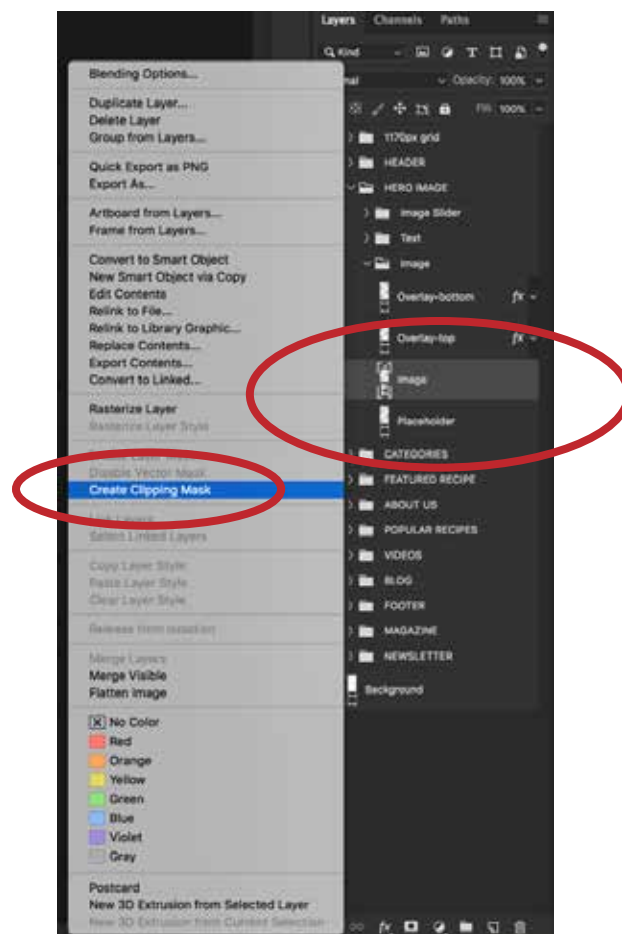 Layers Channels Paths
Kind
Opacity: 100%
Fill: 100%
1170px grid
HEADER
HERO IMAGE
Image Slider
Text
Image
Overlay-bottom fx
Overlay-top fx
Image
Placeholder
CATEGORIES
FEATURED RECIPE
ABOUT US
POPULAR RECIPES
VIDEOS
BLOG
FOOTER
MAGAZINE
NEWSLETTER
Background
Blending Options...
Duplicate Layer...
Delete Layer
Group from Layers...
Quick Export as PNG
Export As...
Artboard from Layers...
Frame from Layers...
Convert to Smart Object
New Smart Object via Copy
Edit Contents
Relink to File...
Relink to Library Graphic...
Replace Contents...
Export Contents...
Convert to Linked...
Rasterize Layer
Rasterize Layer Style
Disable Vector Mask
Create Clipping Mask
Link Layers
Select Linked Layers
Copy Layer Style
Paste Layer Style
Clear Layer Style
Release from Isolation
Merge Layers
Merge Visible
Flatten Image
No Color
Red
Orange
Yellow
Green
Blue
Violet
Gray
Postcard
New 3D Extrusion from Selected Layer
New 3D Extrusion from Current Selection
fx